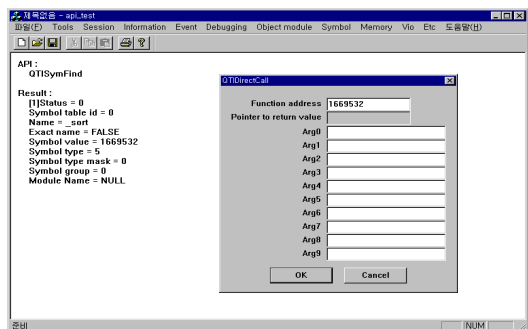 제목없음 - api_test
파일(F) Tools Session Information Event Debugging Object module Symbol Memory Vio Etc 도움말(H)
API :
QTISymFind
Result :
[1]Status = 0
Symbol table id = 0
Name = _sort
Exact name = FALSE
Symbol value = 1669532
Symbol type = 5
Symbol type mask = 0
Symbol group = 0
Module Name = NULL
QTIDirectCall
Function address 1669532
Pointer to return value
Arg0
Arg1
Arg2
Arg3
Arg4
Arg5
Arg6
Arg7
Arg8
Arg9
OK Cancel
준비 NUM